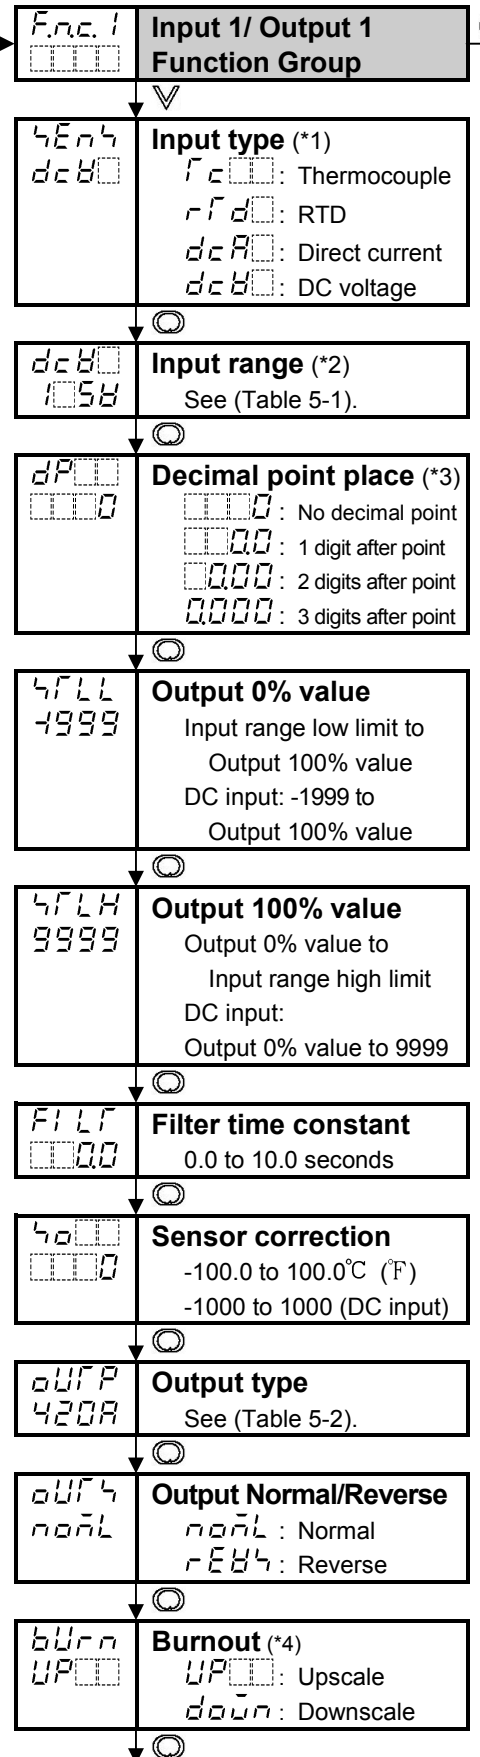 F.n.c. 1 Input 1/ Output 1
Function Group
SEnS Input type (*1)
dcV Tc : Thermocouple
rTd : RTD
dcA : Direct current
dcV : DC voltage
dcV Input range (*2)
1 5V See (Table 5-1).
dP Decimal point place (*3)
0 0 : No decimal point
0.0 : 1 digit after point
0.00 : 2 digits after point
0.000 : 3 digits after point
STLL Output 0% value
-1999 Input range low limit to
Output 100% value
DC input: -1999 to
Output 100% value
STLH Output 100% value
9999 Output 0% value to
Input range high limit
DC input:
Output 0% value to 9999
FILT Filter time constant
0.0 0.0 to 10.0 seconds
So Sensor correction
0 -100.0 to 100.0℃ (℉)
-1000 to 1000 (DC input)
oUTP Output type
420A See (Table 5-2).
oUTS Output Normal/Reverse
noML noML : Normal
rEVS : Reverse
bUrn Burnout (*4)
UP UP : Upscale
doWn : Downscale